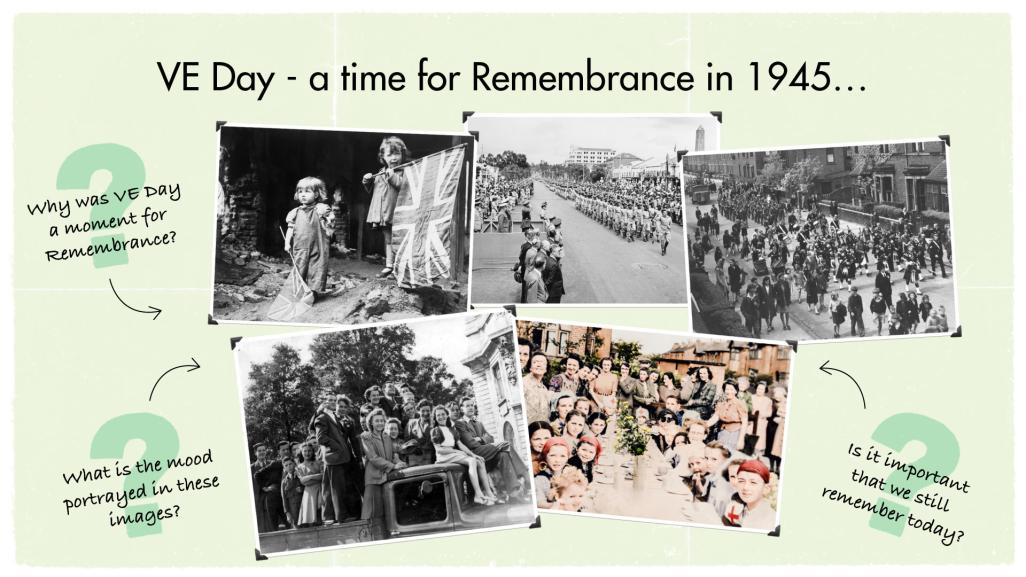 VE Day - a time for Remembrance in 1945...
Why was VE Day
a moment for
Remembrance?
What is the mood
portrayed in these
images?
Is it important
that we still
remember today?